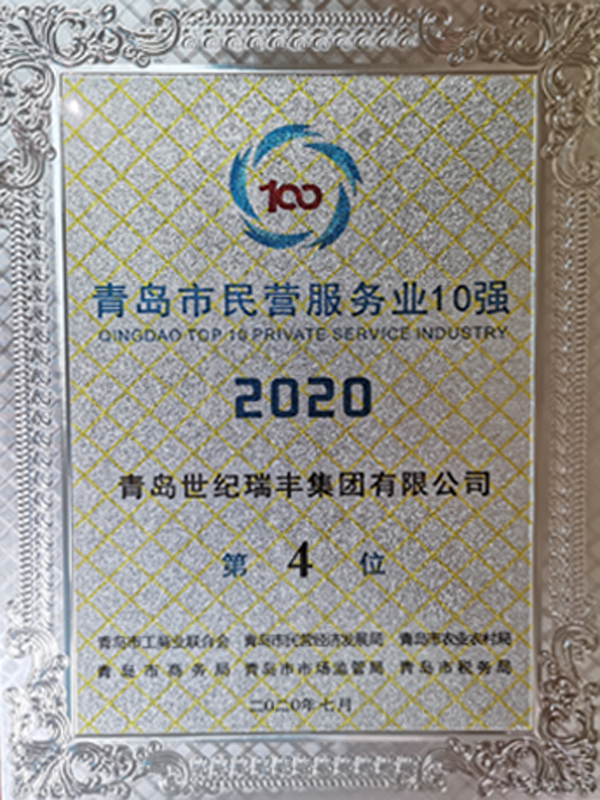 100
青岛市民营服务业10强
QINGDAO TOP 10 PRIVATE SERVICE INDUSTRY
2020
青岛世纪瑞丰集团有限公司
第 4 位
青岛市工商业联合会 青岛市民营经济发展局 青岛市农业农村局
青岛市商务局 青岛市市场监管局 青岛市税务局
二〇二〇年七月